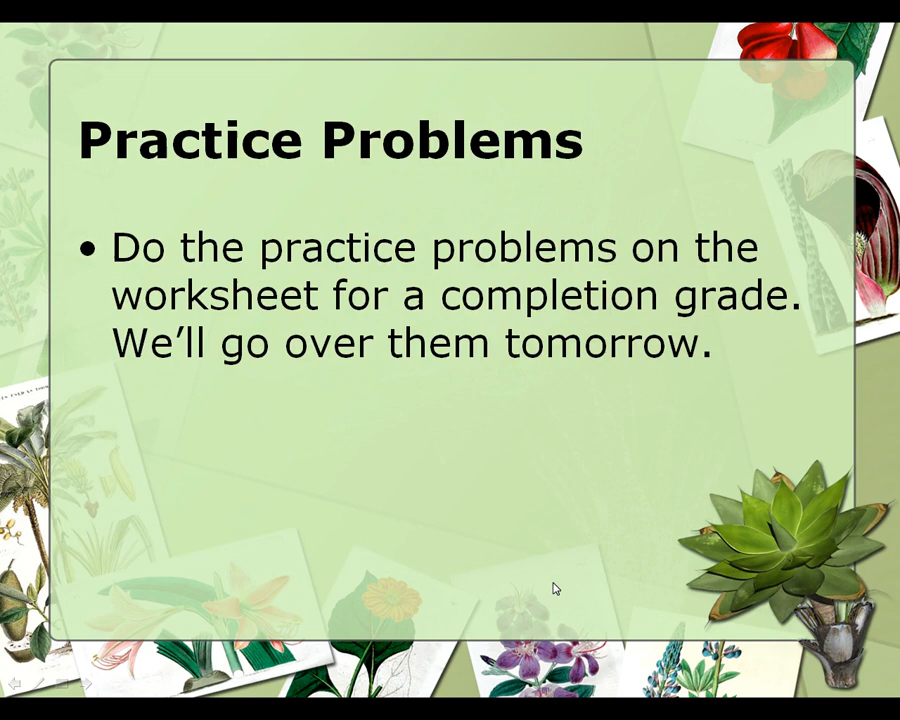 Practice Problems
• Do the practice problems on the
worksheet for a completion grade.
We’ll go over them tomorrow.